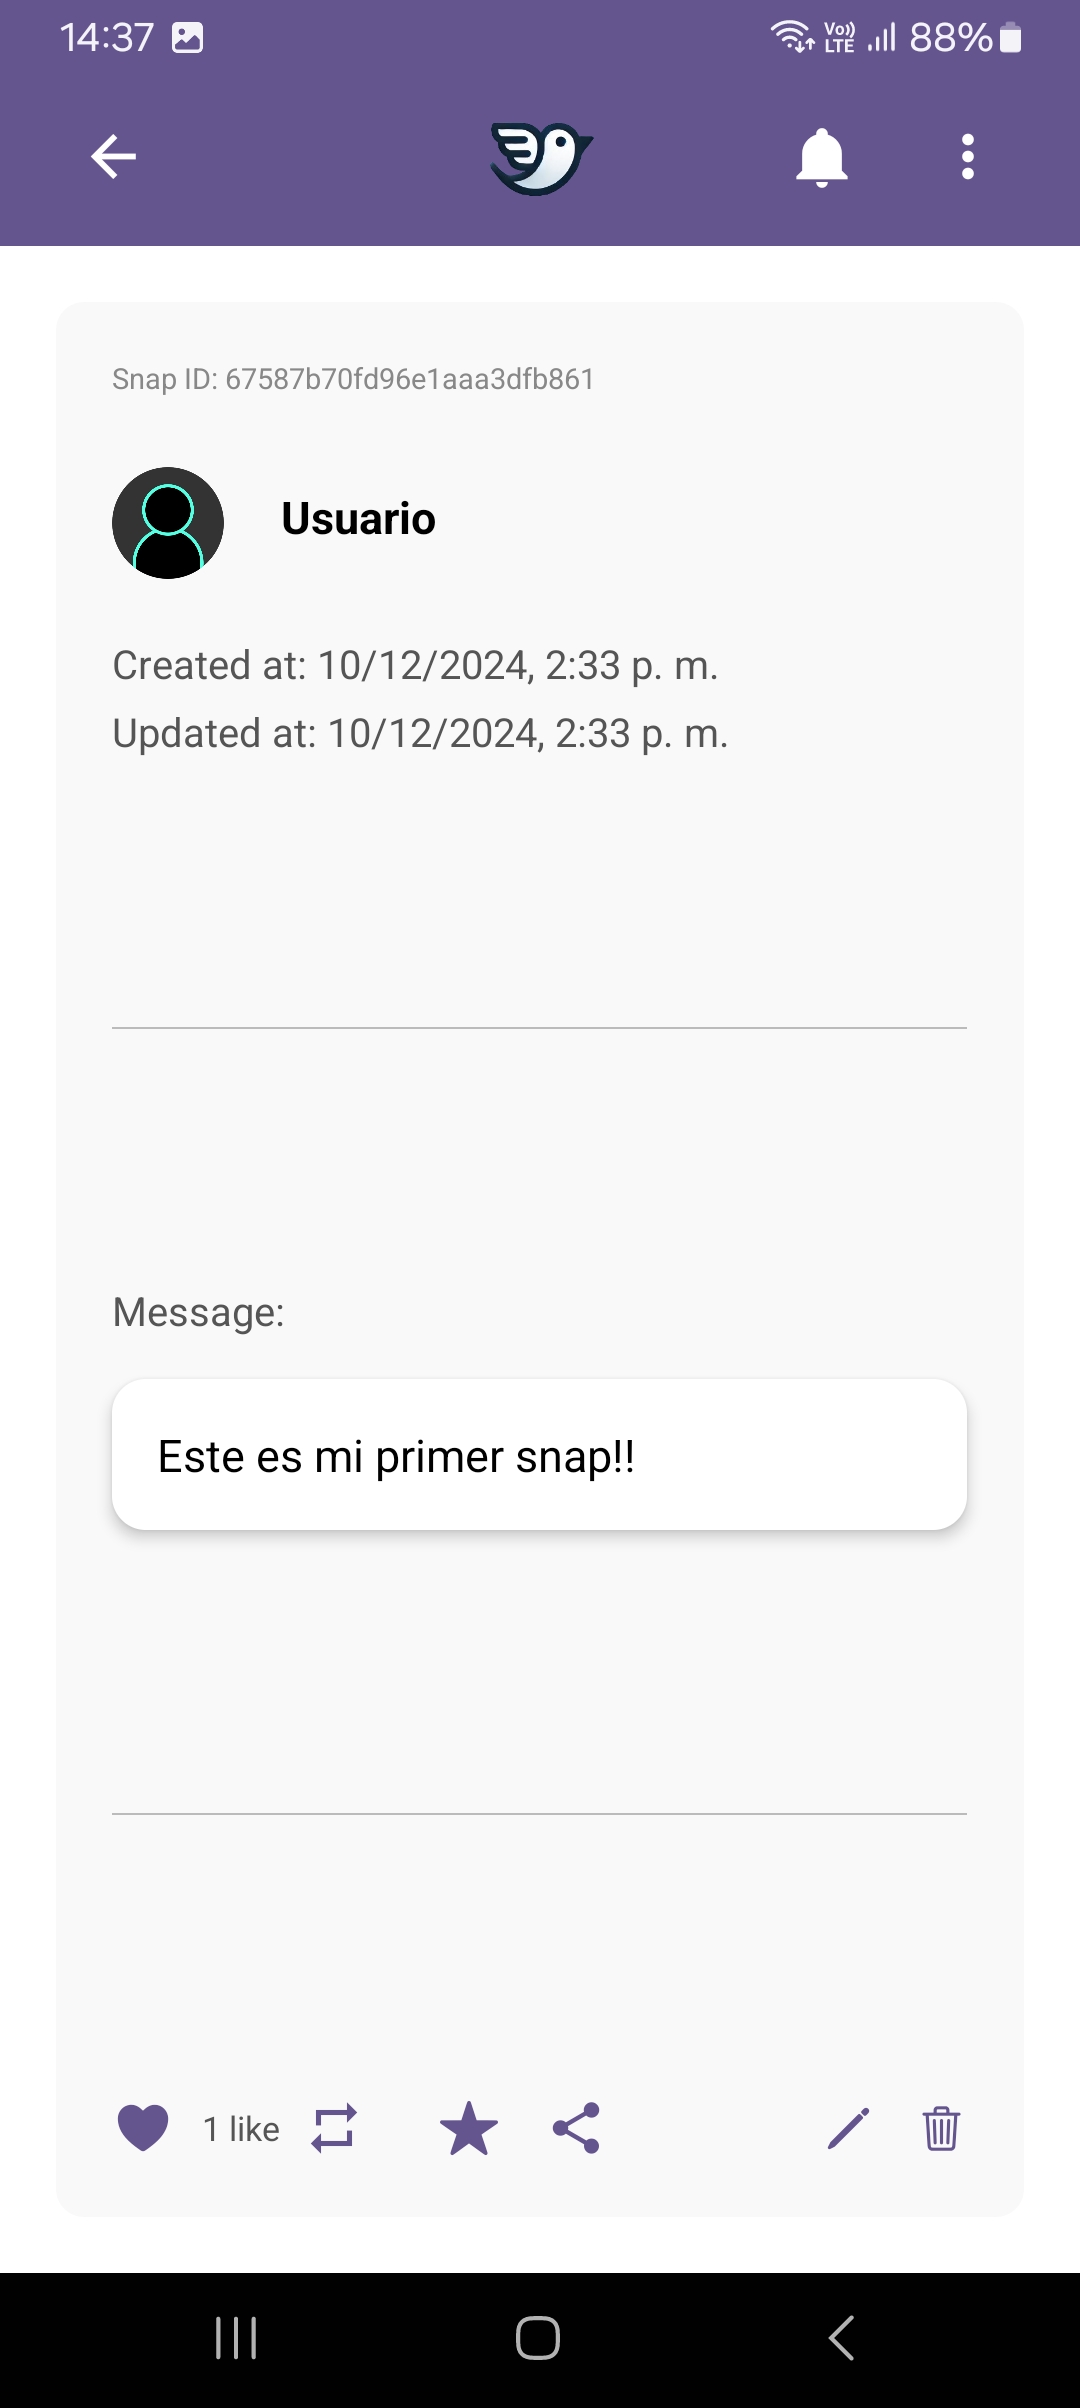 14:37
Vo)) LTE 88%
Snap ID: 67587b70fd96e1aaa3dfb861
Usuario
Created at: 10/12/2024, 2:33 p. m.
Updated at: 10/12/2024, 2:33 p. m.
Message:
Este es mi primer snap!!
1 like